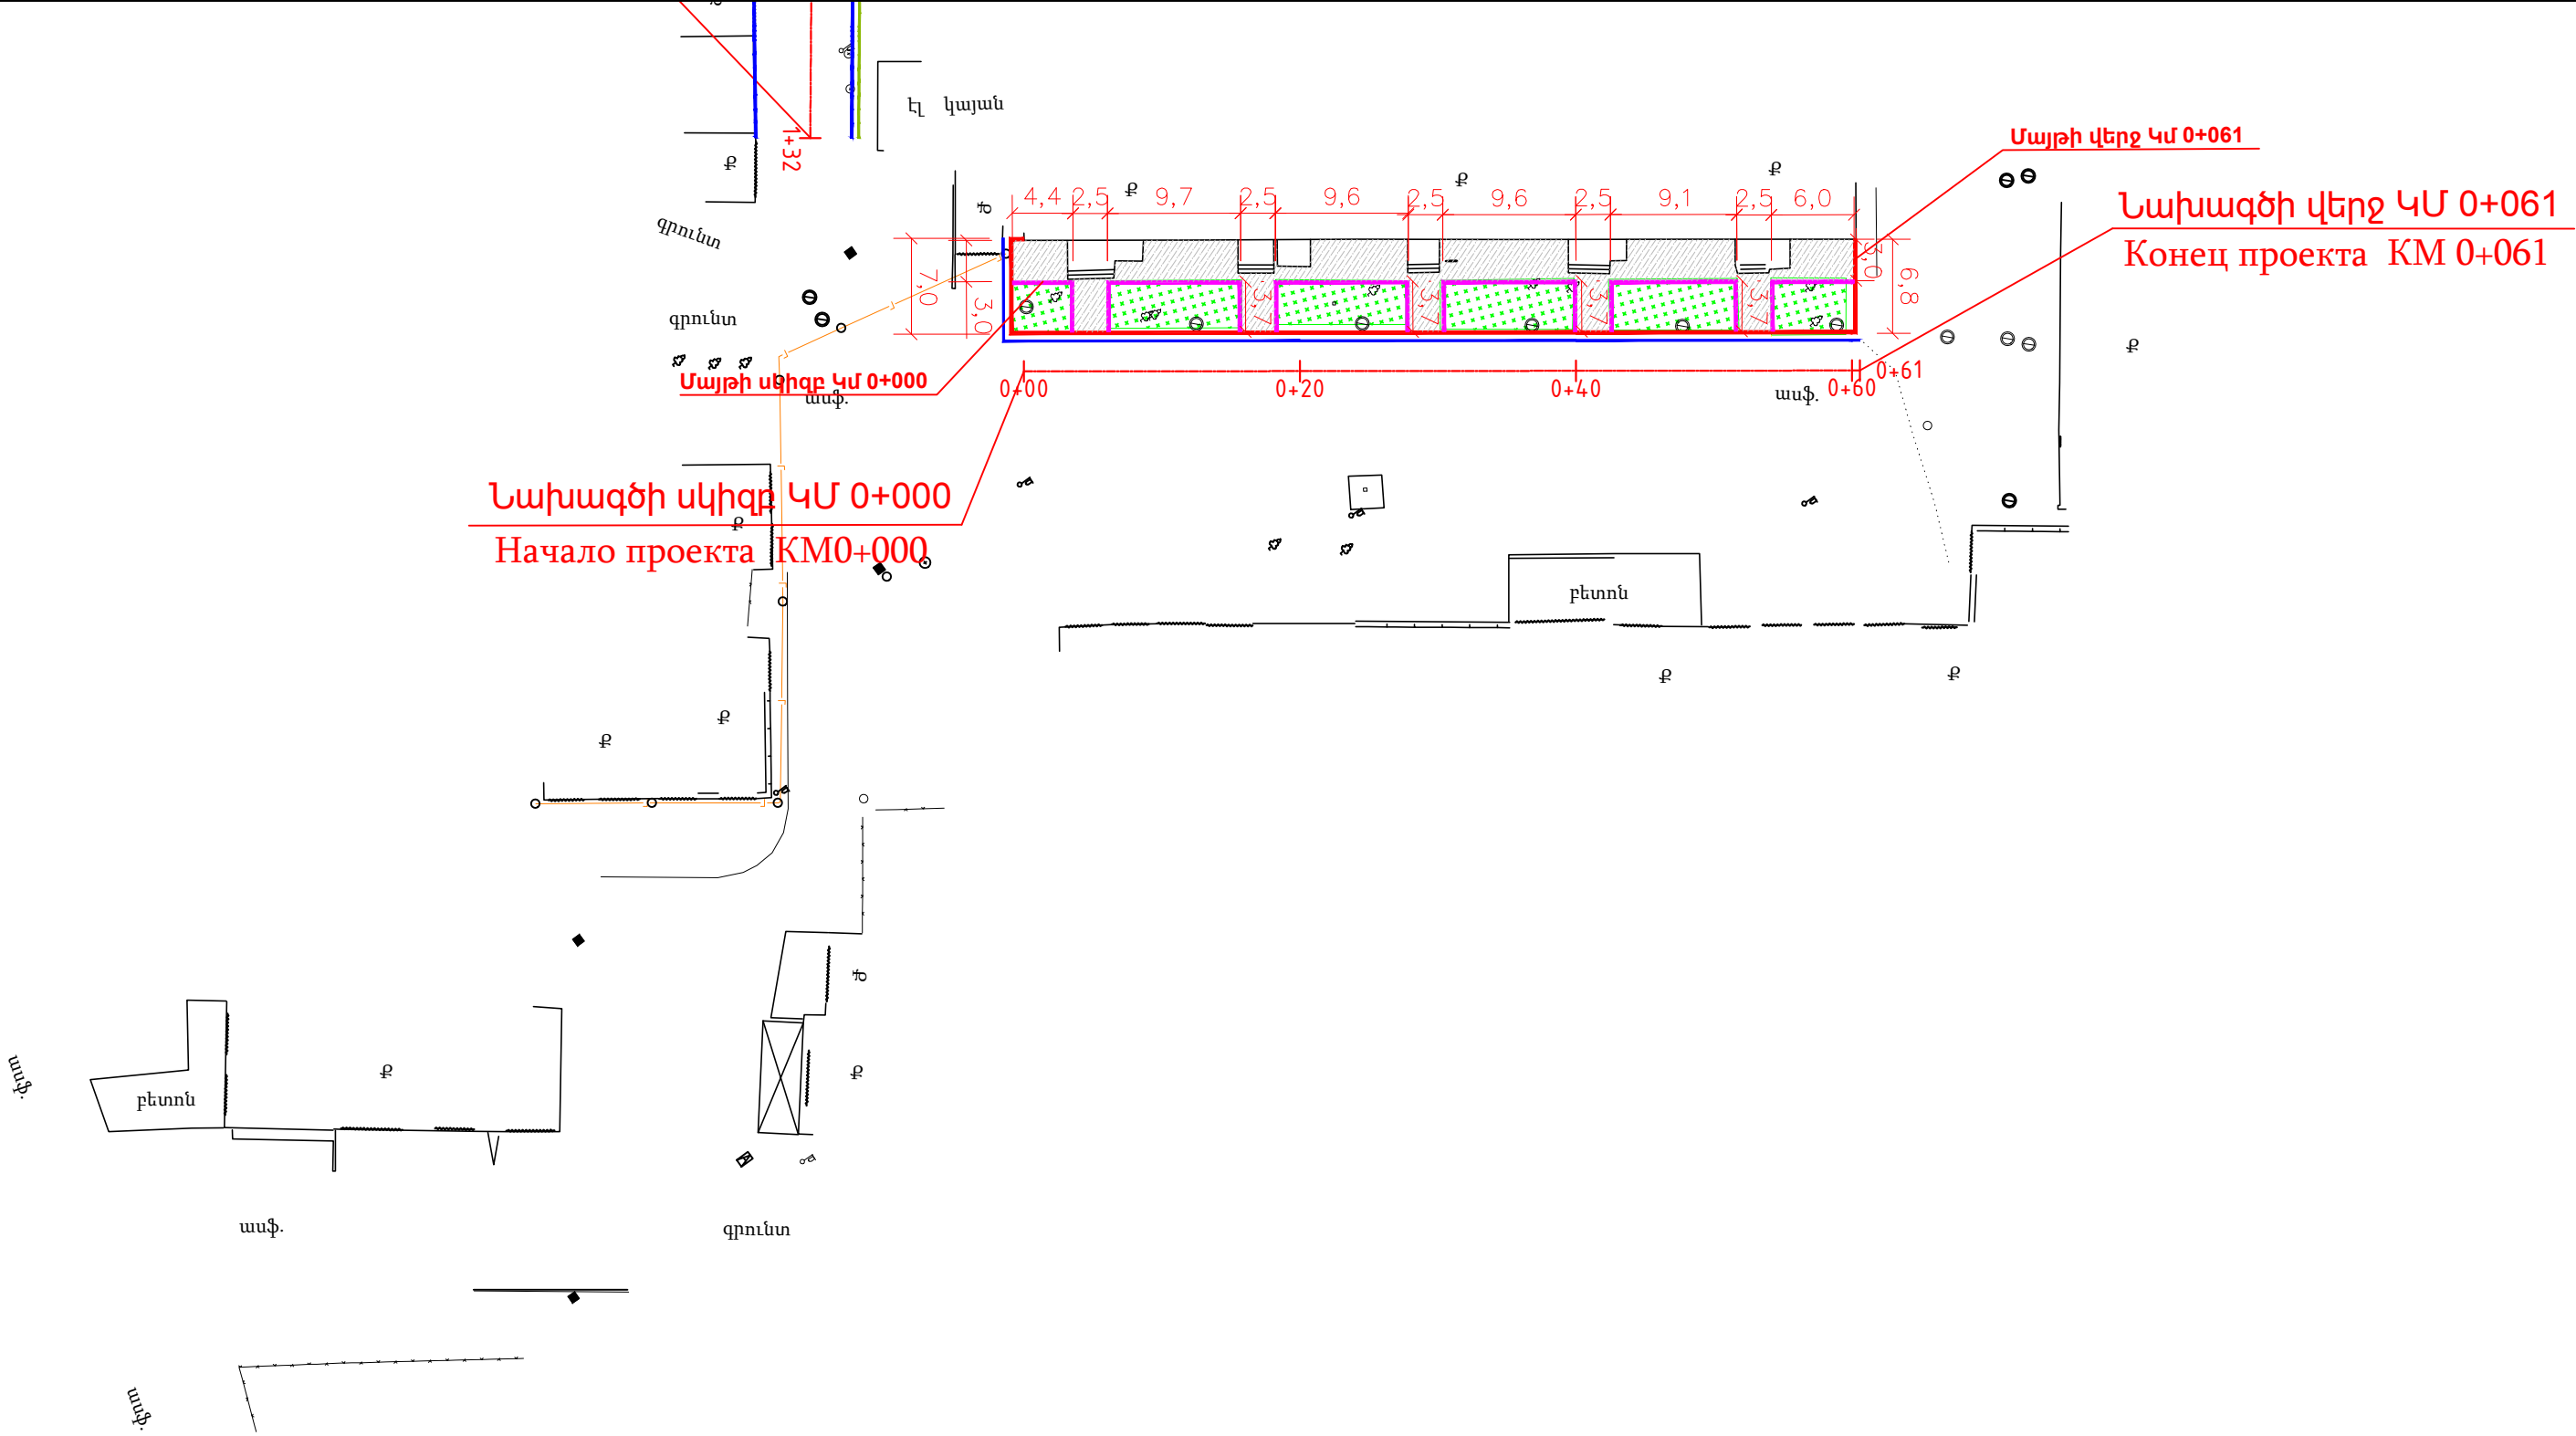 էլ կայան
1+32
Ք
Մայթի վերջ Կմ 0+061
Ք
Ք
Ք
4,4 2,5 9,7 2,5 9,6 2,5 9,6 2,5 9,1 2,5 6,0
Ք
Նախագծի վերջ ԿՄ 0+061
Конец проекта КМ 0+061
գրունտ
7,0
3,0
3,0
6,8
3,7
3,7
3,7
3,7
գրունտ
Ք
Մայթի սկիզբ Կմ 0+000
ասֆ.
0+00
0+20
0+40
0+60
0+61
ասֆ.
Նախագծի սկիզբ ԿՄ 0+000
Ք
Начало проекта КМ0+000
բետոն
Ք
Ք
Ք
Ք
Ք
Ք
Ք
ասֆ.
բետոն
ասֆ.
գրունտ
ասֆ.